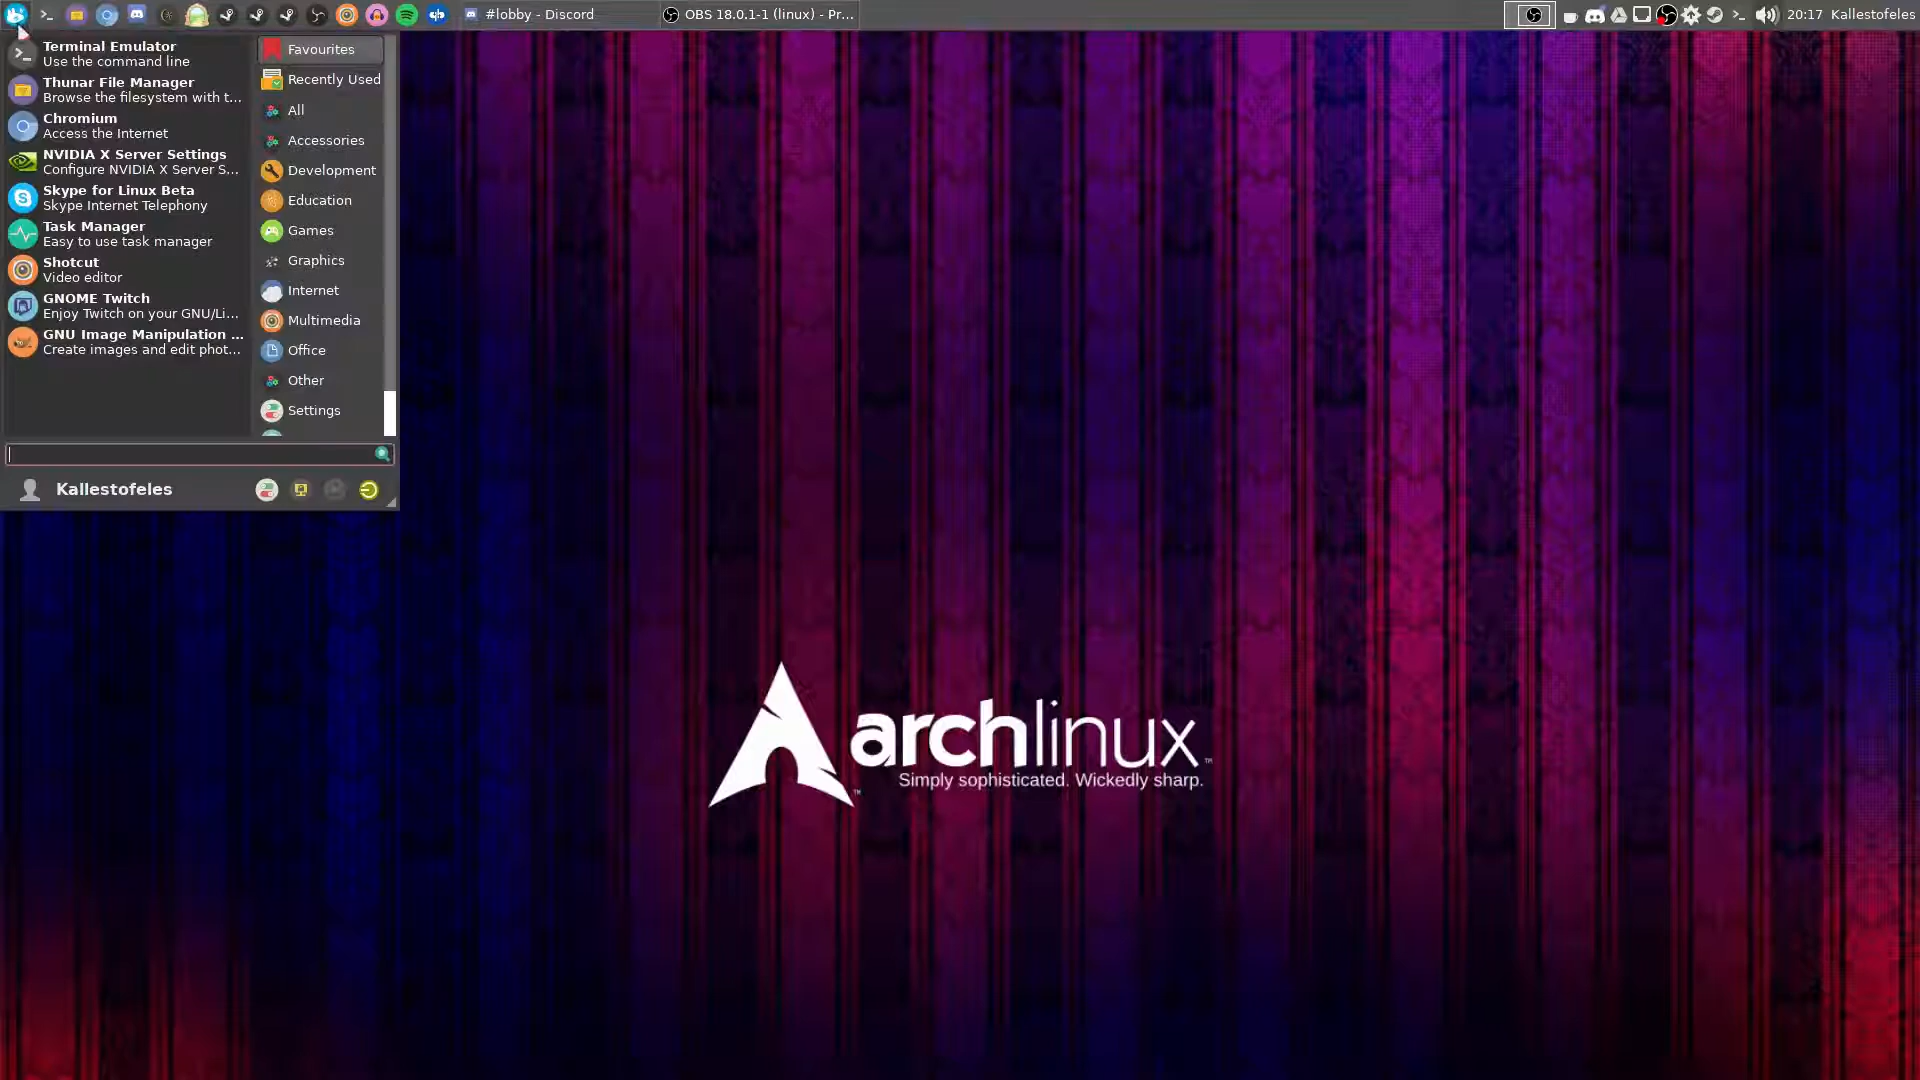 #lobby - Discord
OBS 18.0.1-1 (linux) - Pr...
20:17
Kallestofeles
Terminal Emulator
Use the command line
Thunar File Manager
Browse the filesystem with t...
Chromium
Access the Internet
NVIDIA X Server Settings
Configure NVIDIA X Server S...
Skype for Linux Beta
Skype Internet Telephony
Task Manager
Easy to use task manager
Shotcut
Video editor
GNOME Twitch
Enjoy Twitch on your GNU/Li...
GNU Image Manipulation ...
Create images and edit phot...
Favourites
Recently Used
All
Accessories
Development
Education
Games
Graphics
Internet
Multimedia
Office
Other
Settings
Kallestofeles
archlinux ™
Simply sophisticated. Wickedly sharp.
™